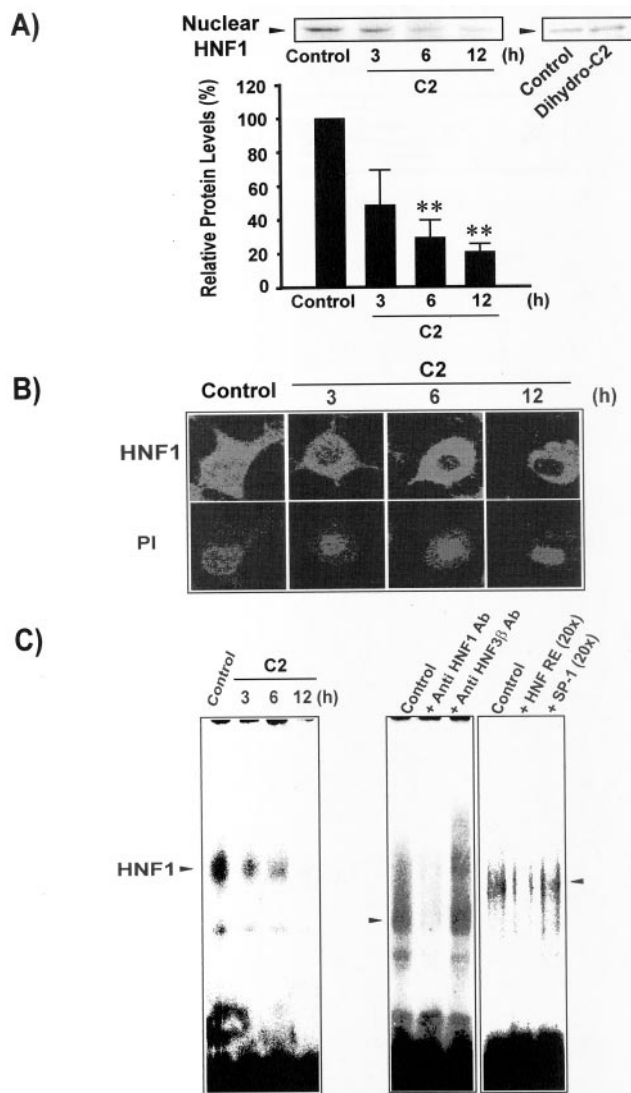 A)
Nuclear
HNF1
Control 3 6 12 (h)
C2
Control
Dihydro-C2
Relative Protein Levels (%)
120
100
80
60
40
20
0
**
**
Control 3 6 12 (h)
C2
B)
C2
Control 3 6 12 (h)
HNF1
PI
C)
Control
C2
3 6 12 (h)
HNF1
Control
+ Anti HNF1 Ab
+ Anti HNF3β Ab
Control
+ HNF RE (20x)
+ SP-1 (20x)